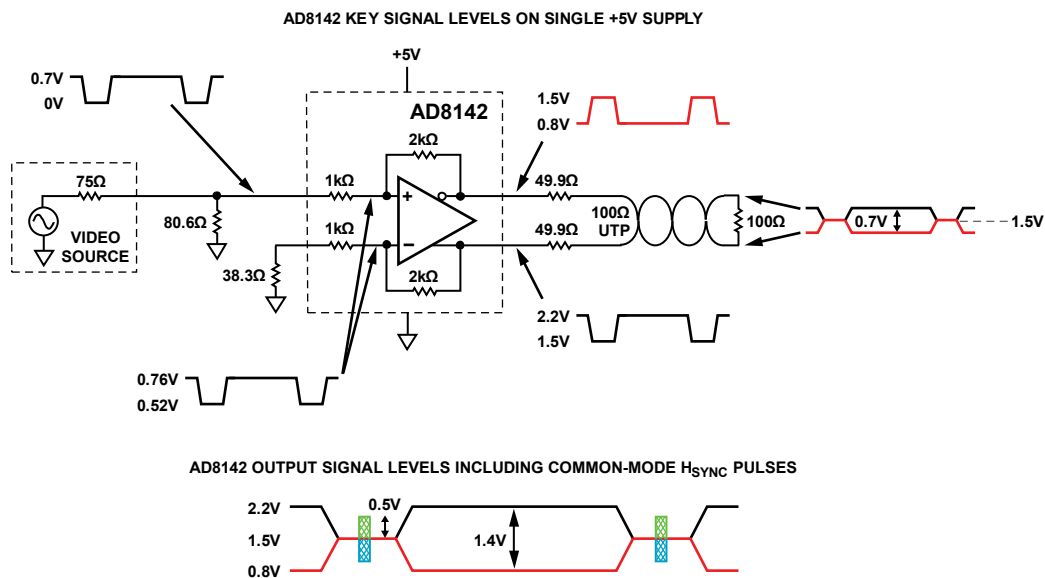 AD8142 KEY SIGNAL LEVELS ON SINGLE +5V SUPPLY
+5V
0.7V
0V
AD8142
1.5V
0.8V
2kΩ
75Ω
1kΩ
49.9Ω
80.6Ω
1kΩ
100Ω
UTP
49.9Ω
100Ω
0.7V
1.5V
VIDEO
SOURCE
38.3Ω
2kΩ
2.2V
1.5V
0.76V
0.52V
AD8142 OUTPUT SIGNAL LEVELS INCLUDING COMMON-MODE HSYNC PULSES
2.2V
0.5V
1.5V
1.4V
0.8V